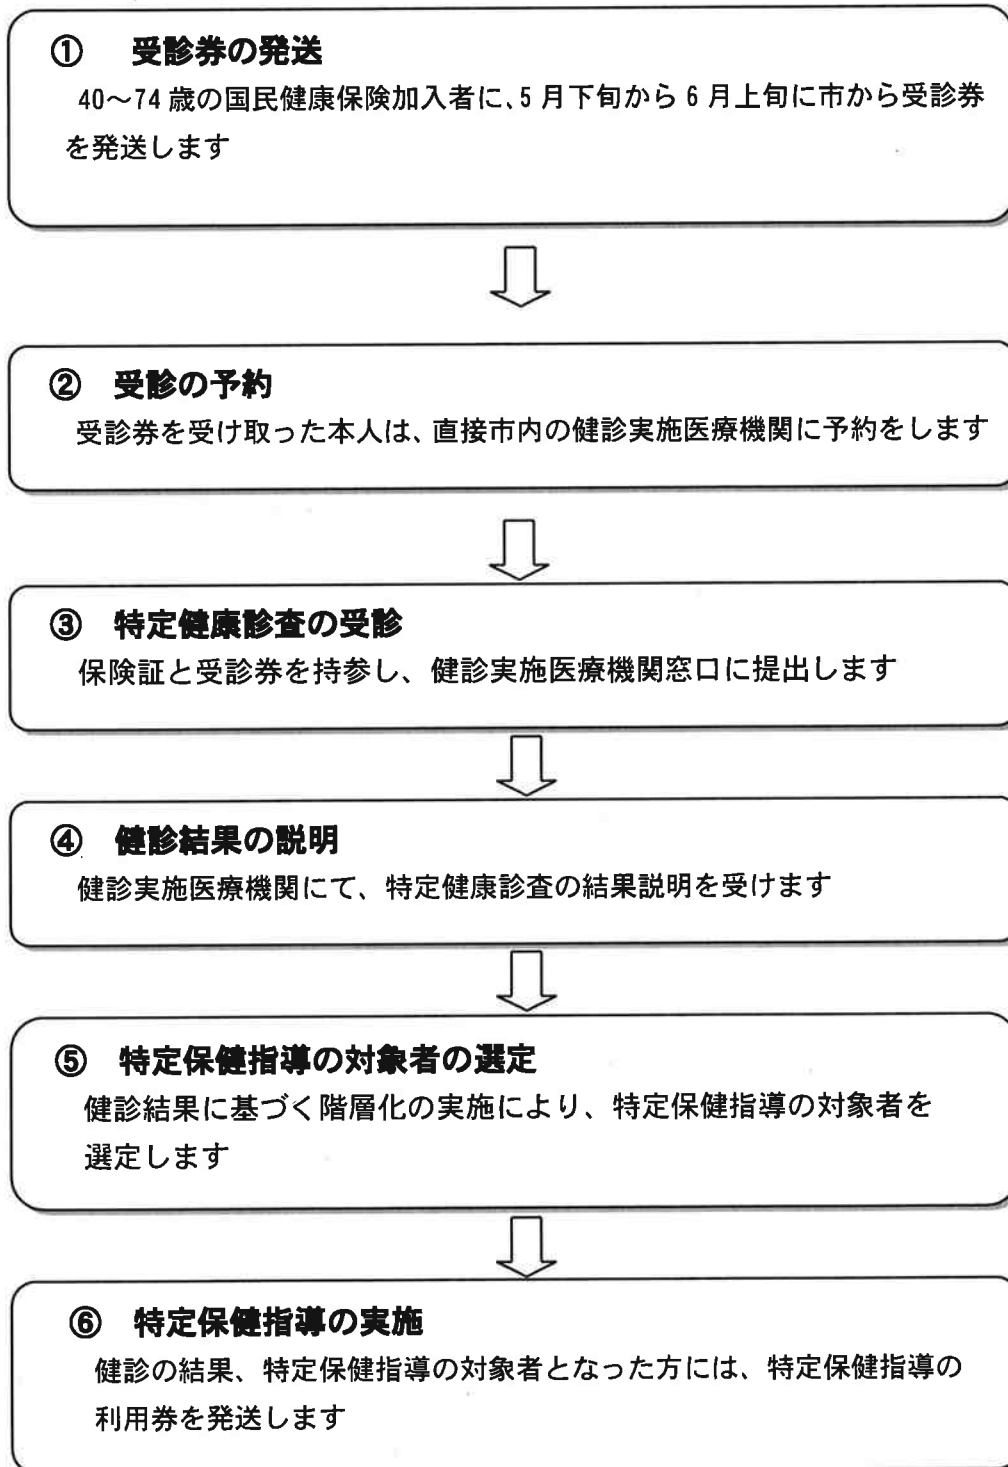 ① 受診券の発送
40～74歳の国民健康保険加入者に、5月下旬から6月上旬に市から受診券
を発送します
② 受診の予約
受診券を受け取った本人は、直接市内の健診実施医療機関に予約をします
③ 特定健康診査の受診
保険証と受診券を持参し、健診実施医療機関窓口に提出します
④ 健診結果の説明
健診実施医療機関にて、特定健康診査の結果説明を受けます
⑤ 特定保健指導の対象者の選定
健診結果に基づく階層化の実施により、特定保健指導の対象者を
選定します
⑥ 特定保健指導の実施
健診の結果、特定保健指導の対象者となった方には、特定保健指導の
利用券を発送します